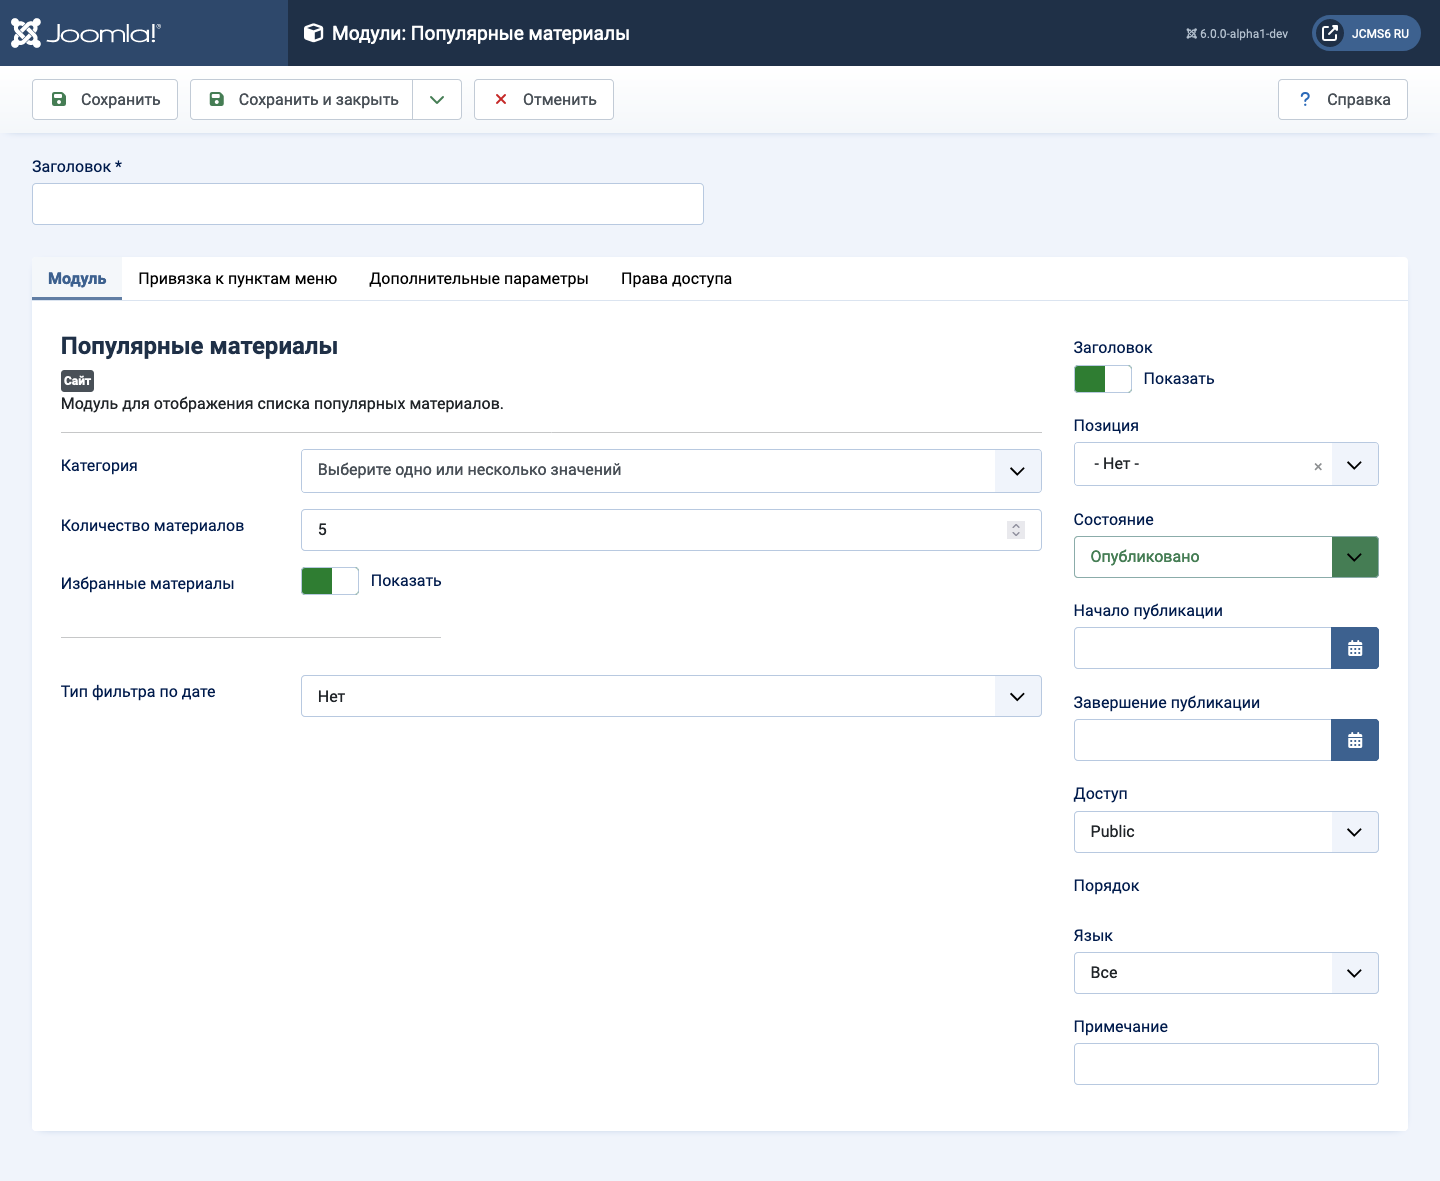 Joomla!®
Модули: Популярные материалы
6.0.0-alpha1-dev
JCMS6 RU
Сохранить
Сохранить и закрыть
Отменить
? Справка
Заголовок *
Модуль
Привязка к пунктам меню
Дополнительные параметры
Права доступа
Популярные материалы
Сайт
Модуль для отображения списка популярных материалов.
Категория
Выберите одно или несколько значений
Количество материалов
5
Избранные материалы
Показать
Тип фильтра по дате
Нет
Заголовок
Показать
Позиция
- Нет -
×
Состояние
Опубликовано
Начало публикации
Завершение публикации
Доступ
Public
Порядок
Язык
Все
Примечание